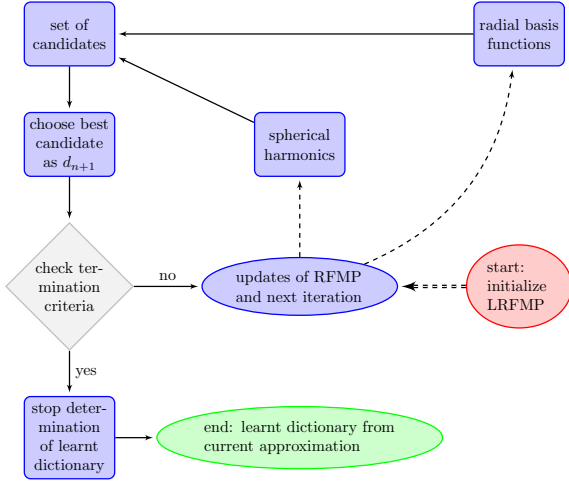 set of
candidates
radial basis
functions
choose best
candidate
as d_{n+1}
spherical
harmonics
check ter-
mination
criteria
no
updates of RFMP
and next iteration
start:
initialize
LRFMP
yes
stop deter-
mination
of learnt
dictionary
end: learnt dictionary from
current approximation